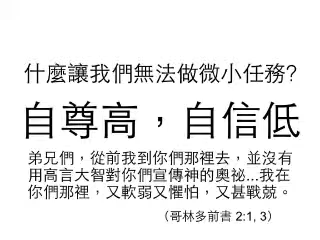 什麼讓我們無法做微小任務?
自尊高，自信低
弟兄們，從前我到你們那裡去，並沒有
用高言大智對你們宣傳神的奧祕...我在
你們那裡，又軟弱又懼怕，又甚戰兢。
（哥林多前書 2:1, 3）